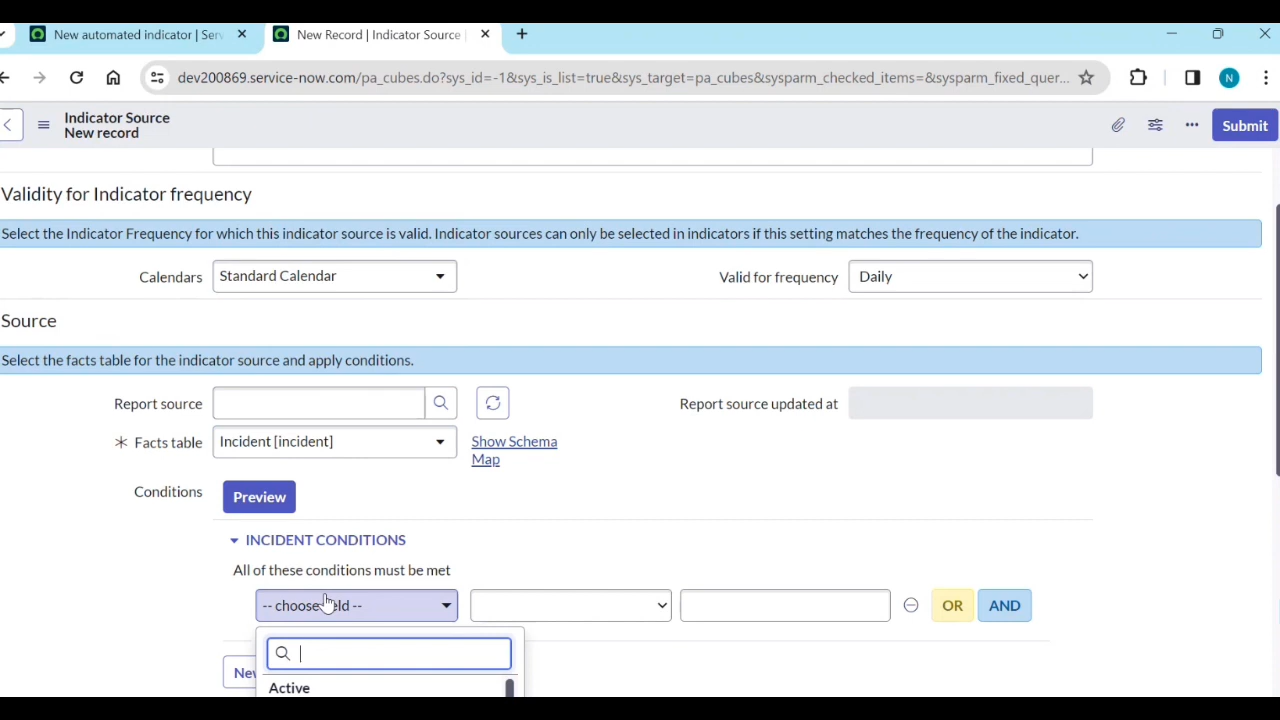 New automated indicator | Serv
New Record | Indicator Source |
dev200869.service-now.com/pa_cubes.do?sys_id=-1&sys_is_list=true&sys_target=pa_cubes&sysparm_checked_items=&sysparm_fixed_quer...
N
Indicator Source
New record
Submit
Validity for Indicator frequency
Select the Indicator Frequency for which this indicator source is valid. Indicator sources can only be selected in indicators if this setting matches the frequency of the indicator.
Calendars Standard Calendar Valid for frequency Daily
Source
Select the facts table for the indicator source and apply conditions.
Report source Report source updated at
Facts table Incident [incident] Show Schema
Map
Conditions Preview
INCIDENT CONDITIONS
All of these conditions must be met
-- choose eld -- OR AND
New
Active